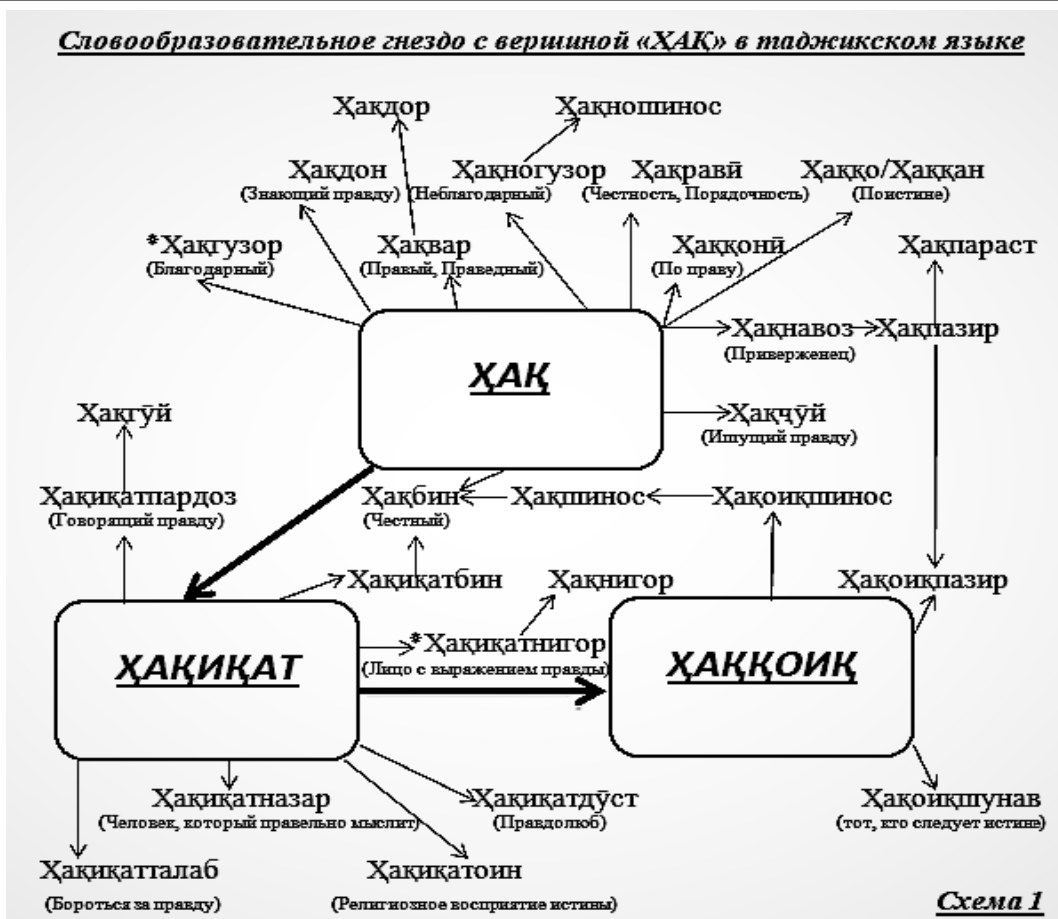 Словообразовательное гнездо с вершиной «ҲАҚ» в таджикском языке
Ҳақдор
Ҳақношинос
Ҳақдон
(Знающий правду)
Ҳақногузор
(Неблагодарный)
Ҳақравӣ
(Честность, Порядочность)
Ҳаққо/Ҳаққан
(Поистине)
*Ҳақгузор
(Благодарный)
Ҳақвар
(Правый, Праведный)
Ҳаққонӣ
(По праву)
Ҳақпараст
Ҳақнавоз
(Приверженец)
Ҳақпазир
ҲАҚ
Ҳақҷӯй
(Ишущий правду)
Ҳақгӯй
Ҳақиқатпардоз
(Говорящий правду)
Ҳақбин
(Честный)
Ҳақшинос
Ҳақоиқшинос
Ҳақиқатбин
Ҳақнигор
Ҳақоиқпазир
*Ҳақиқатнигор
(Лицо с выражением правды)
ҲАҚИҚАТ
ҲАҚҚОИҚ
Ҳақиқатназар
(Человек, который правельно мыслит)
Ҳақиқатдӯст
(Правдолюб)
Ҳақоиқшунав
(тот, кто следует истине)
Ҳақиқатталаб
(Бороться за правду)
Ҳақиқатоин
(Религиозное восприятие истины)
Схема 1